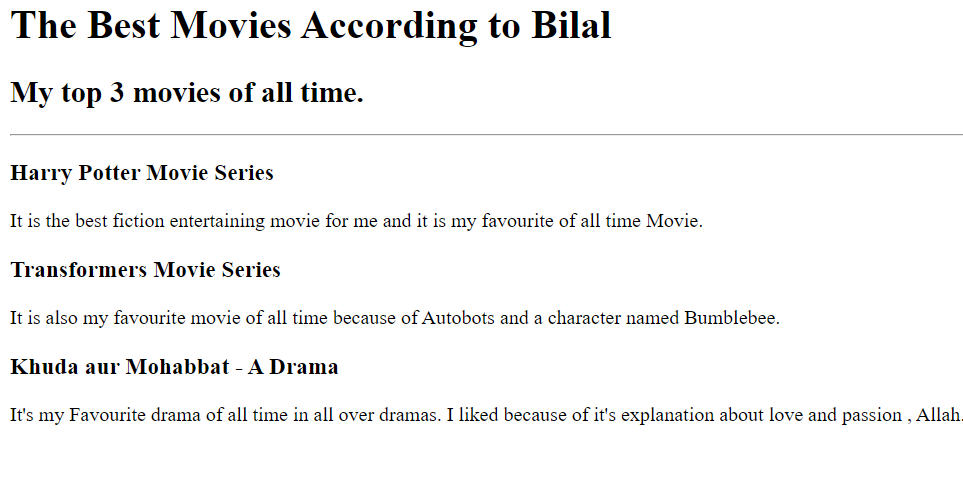 The Best Movies According to Bilal
My top 3 movies of all time.
Harry Potter Movie Series
It is the best fiction entertaining movie for me and it is my favourite of all time Movie.
Transformers Movie Series
It is also my favourite movie of all time because of Autobots and a character named Bumblebee.
Khuda aur Mohabbat - A Drama
It's my Favourite drama of all time in all over dramas. I liked because of it's explanation about love and passion , Allah.